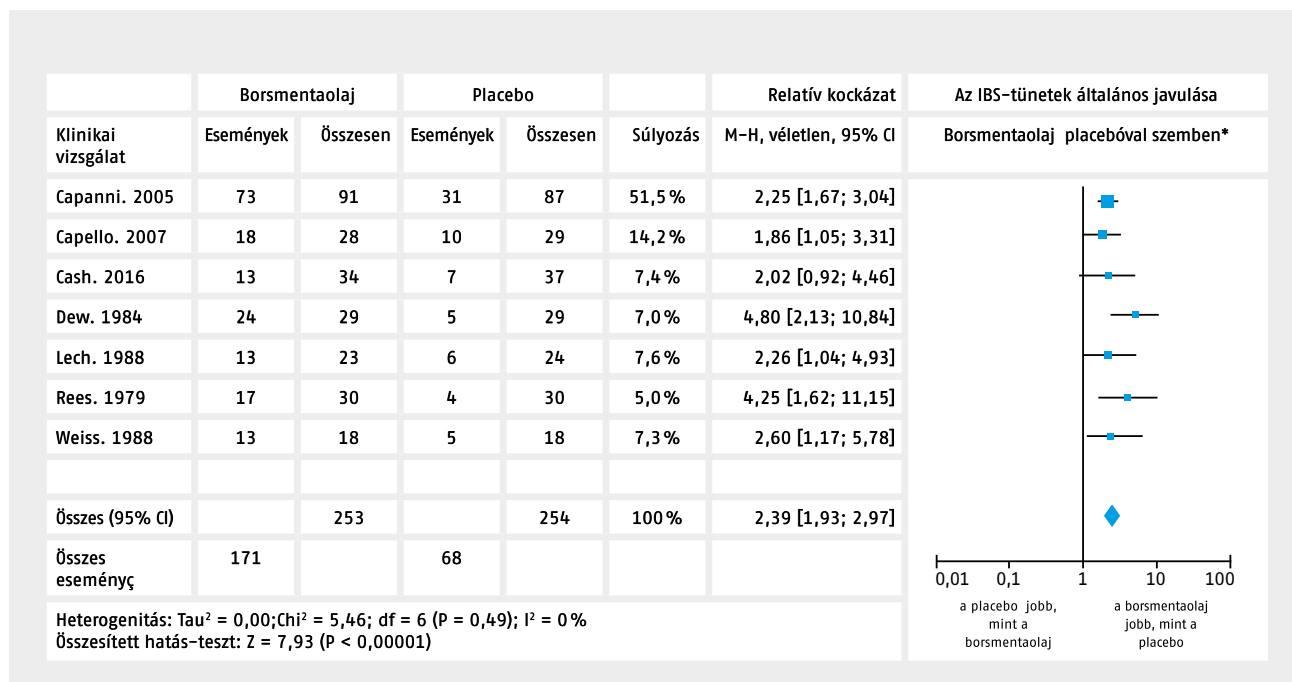 Borsmentaolaj Placebo Relatív kockázat Az IBS-tünetek általános javulása
Klinikai vizsgálat Események Összesen Események Összesen Súlyozás M-H, véletlen, 95% CI Borsmentaolaj placebóval szemben*
Capanni. 2005 73 91 31 87 51,5% 2,25 [1,67; 3,04]
Capello. 2007 18 28 10 29 14,2% 1,86 [1,05; 3,31]
Cash. 2016 13 34 7 37 7,4% 2,02 [0,92; 4,46]
Dew. 1984 24 29 5 29 7,0% 4,80 [2,13; 10,84]
Lech. 1988 13 23 6 24 7,6% 2,26 [1,04; 4,93]
Rees. 1979 17 30 4 30 5,0% 4,25 [1,62; 11,15]
Weiss. 1988 13 18 5 18 7,3% 2,60 [1,17; 5,78]
Összes (95% CI) 253 254 100% 2,39 [1,93; 2,97]
Összes eseményç 171 68
Heterogenitás: Tau² = 0,00;Chi² = 5,46; df = 6 (P = 0,49); I² = 0%
Összesített hatás-teszt: Z = 7,93 (P < 0,00001)
0,01 0,1 1 10 100
a placebo jobb,
mint a
borsmentaolaj
a borsmentaolaj
jobb, mint a
placebo